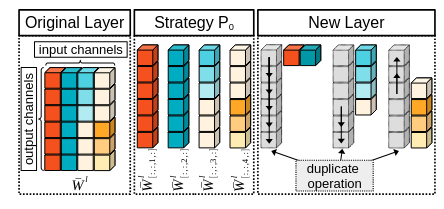 Original Layer
Strategy P₀
New Layer
input channels
output channels
W̄ˡ
W̄ˡ[:,:,1,:]
W̄ˡ[:,:,2,:]
W̄ˡ[:,:,3,:]
W̄ˡ[:,:,4,:]
duplicate
operation